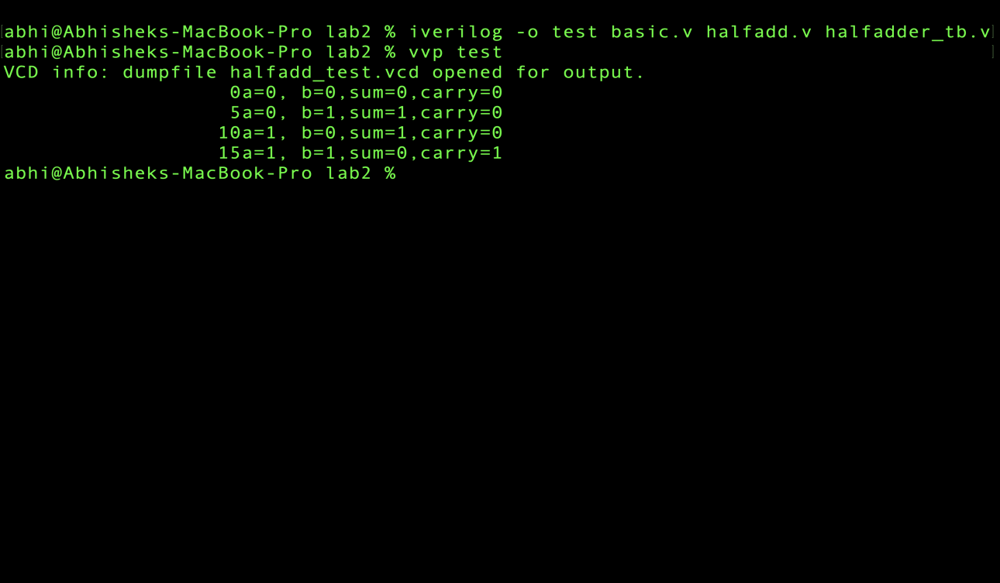 abhi@Abhisheks-MacBook-Pro lab2 % iverilog -o test basic.v halfadd.v halfadder_tb.v
abhi@Abhisheks-MacBook-Pro lab2 % vvp test
VCD info: dumpfile halfadd_test.vcd opened for output.
                   0a=0, b=0,sum=0,carry=0
                   5a=0, b=1,sum=1,carry=0
                  10a=1, b=0,sum=1,carry=0
                  15a=1, b=1,sum=0,carry=1
abhi@Abhisheks-MacBook-Pro lab2 %